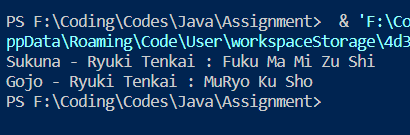 PS F:\Coding\Codes\Java\Assignment>  & 'F:\C
ppData\Roaming\Code\User\workspaceStorage\4d3
Sukuna - Ryuki Tenkai : Fuku Ma Mi Zu Shi
Gojo - Ryuki Tenkai : MuRyo Ku Sho
PS F:\Coding\Codes\Java\Assignment>